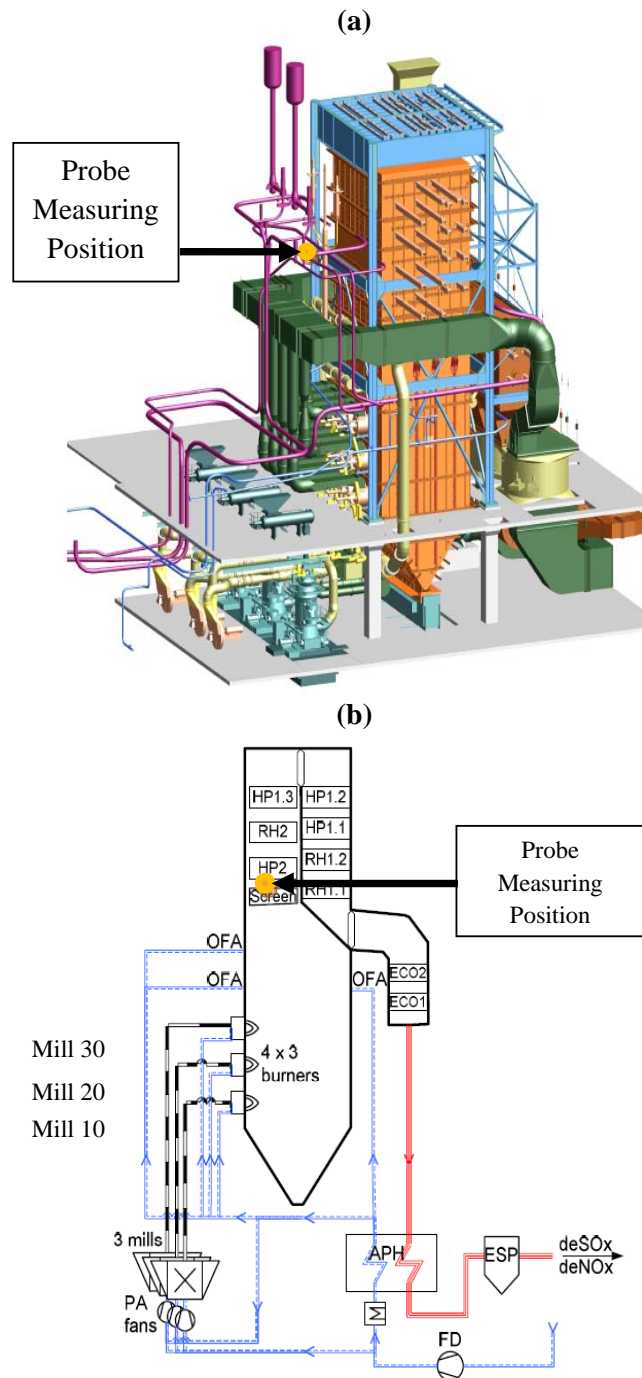 (a)
Probe
Measuring
Position
(b)
HP1.3 HP1.2
RH2 HP1.1
HP2 RH1.2
Screen RH1.1
Probe
Measuring
Position
OFA
OFA OFA
ECO2
ECO1
Mill 30
4 x 3
burners
Mill 20
Mill 10
3 mills
APH
ESP
deSOx
deNOx
PA
fans
M
FD